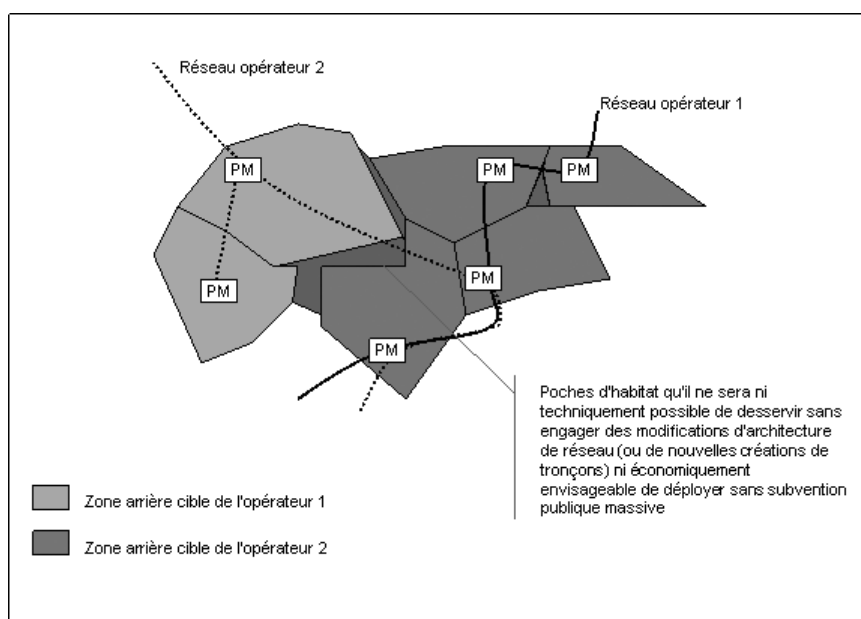 Réseau opérateur 2
Réseau opérateur 1
PM
PM
PM
PM
PM
PM
Poches d'habitat qu'il ne sera ni
techniquement possible de desservir sans
engager des modifications d'architecture
de réseau (ou de nouvelles créations de
tronçons) ni économiquement
envisageable de déployer sans subvention
publique massive
Zone arrière cible de l'opérateur 1
Zone arrière cible de l'opérateur 2